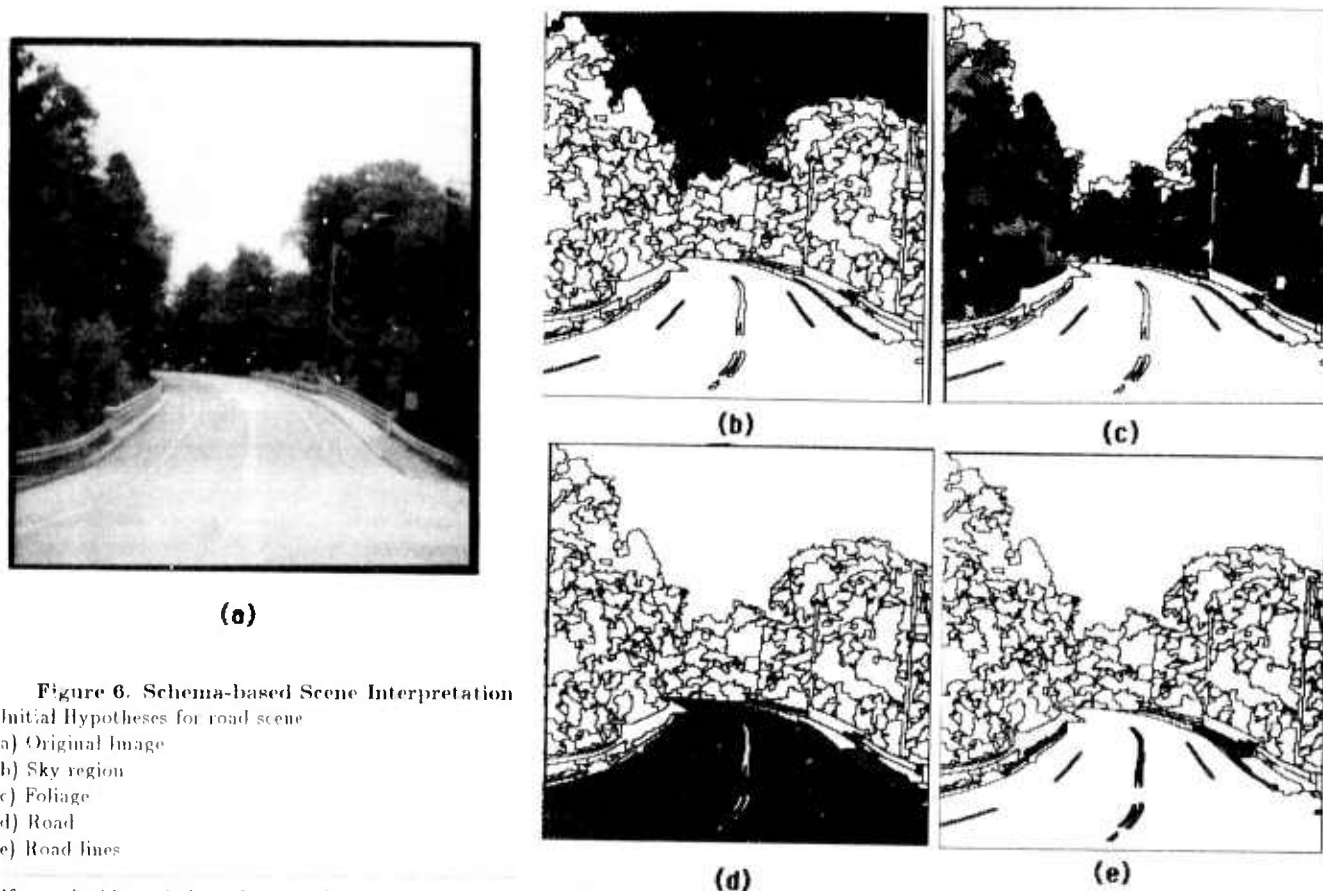 (a)
(b)
(c)
(d)
(e)
Figure 6. Schema-based Scene Interpretation
Initial Hypotheses for road scene
a) Original Image
b) Sky region
c) Foliage
d) Road
e) Road lines